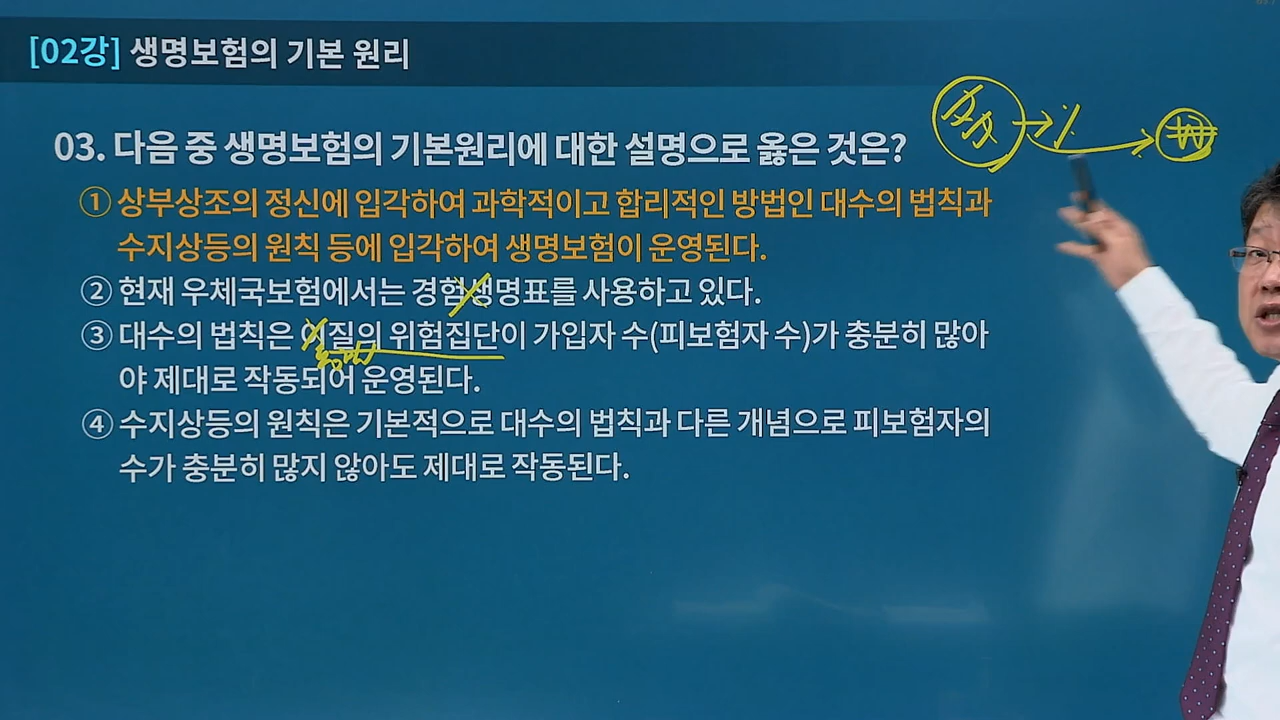 [02강] 생명보험의 기본 원리
03. 다음 중 생명보험의 기본원리에 대한 설명으로 옳은 것은?
① 상부상조의 정신에 입각하여 과학적이고 합리적인 방법인 대수의 법칙과
수지상등의 원칙 등에 입각하여 생명보험이 운영된다.
② 현재 우체국보험에서는 경험생명표를 사용하고 있다.
③ 대수의 법칙은 이질의 위험집단이 가입자 수(피보험자 수)가 충분히 많아
야 제대로 작동되어 운영된다.
④ 수지상등의 원칙은 기본적으로 대수의 법칙과 다른 개념으로 피보험자의
수가 충분히 많지 않아도 제대로 작동된다.